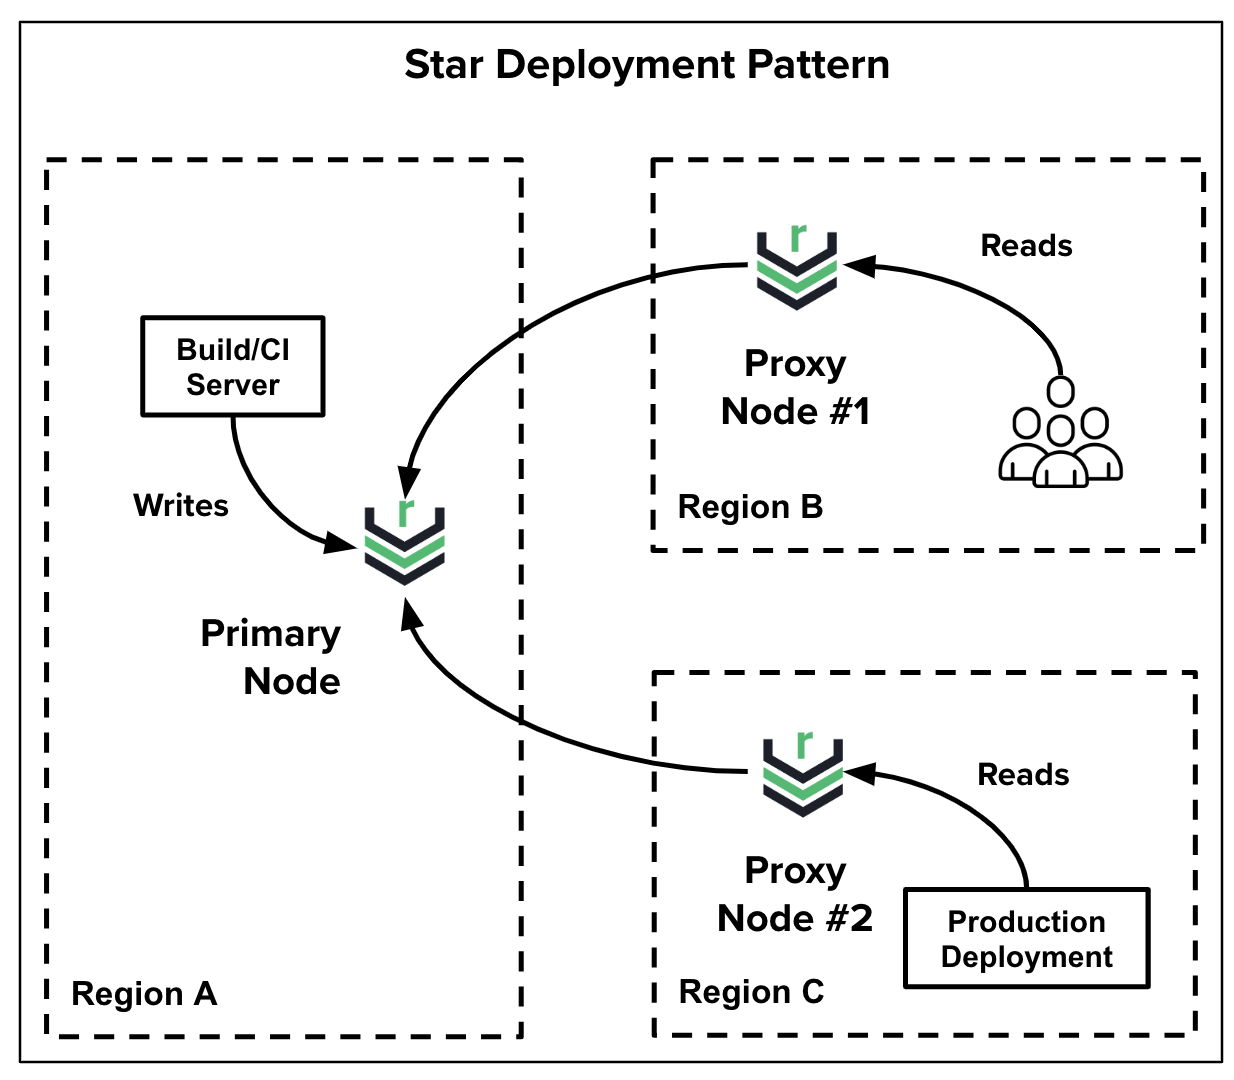 Star Deployment Pattern
Build/CI
Server
Writes
r
Primary
Node
Region A
r
Reads
Proxy
Node #1
Region B
r
Reads
Proxy
Node #2
Production
Deployment
Region C